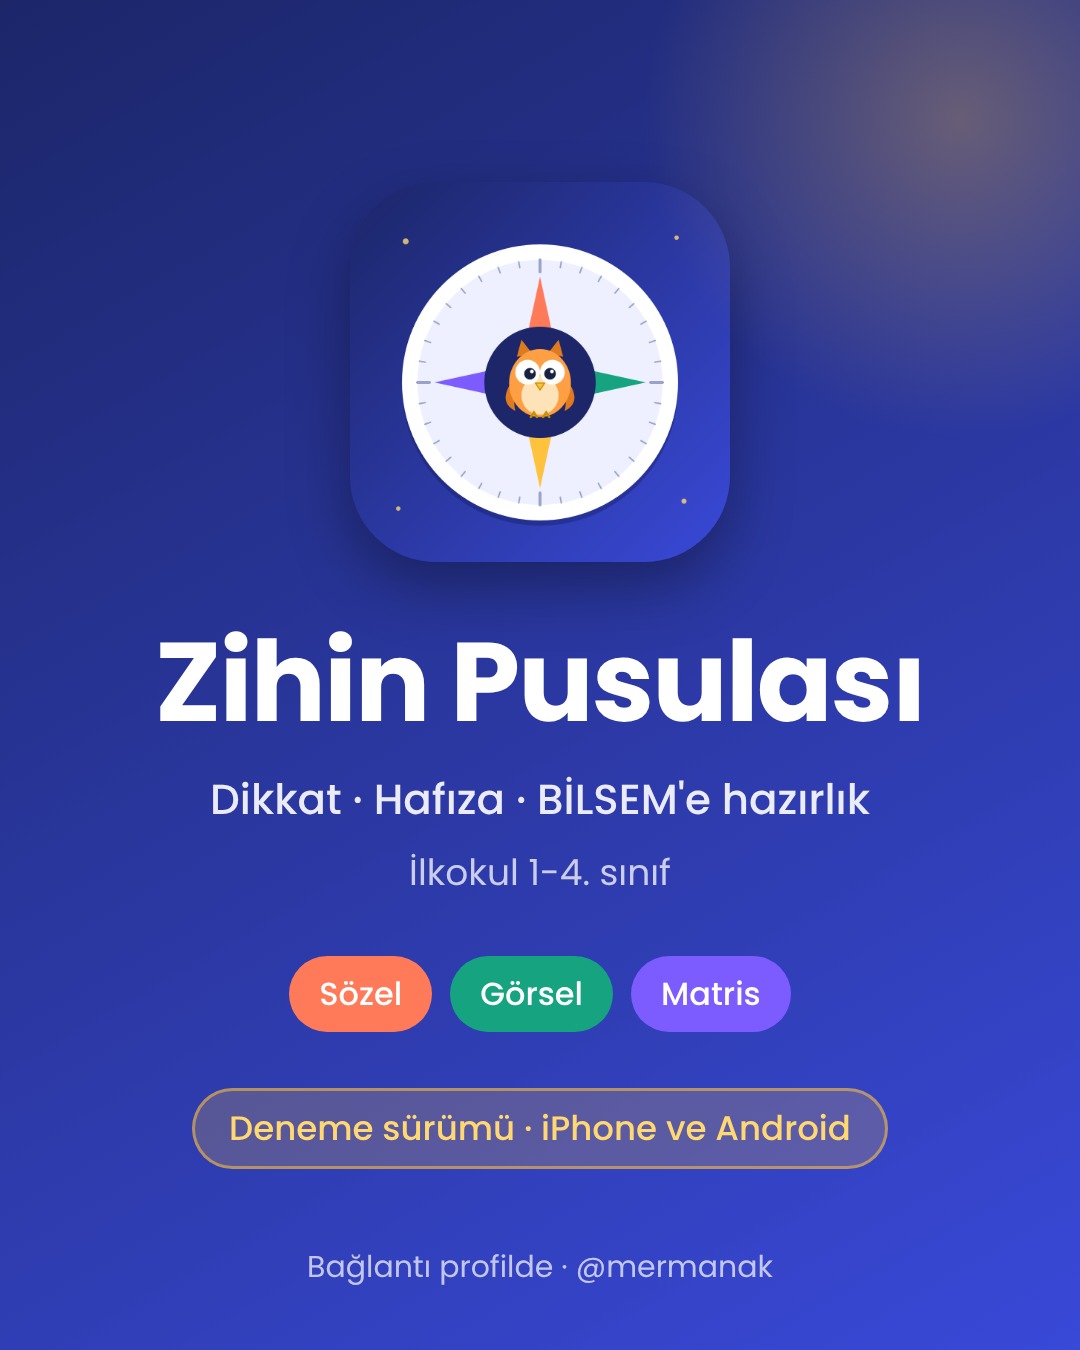 Zihin Pusulası
Dikkat · Hafıza · BİLSEM'e hazırlık
İlkokul 1-4. sınıf
Sözel Görsel Matris
Deneme sürümü · iPhone ve Android
Bağlantı profilde · @mermanak